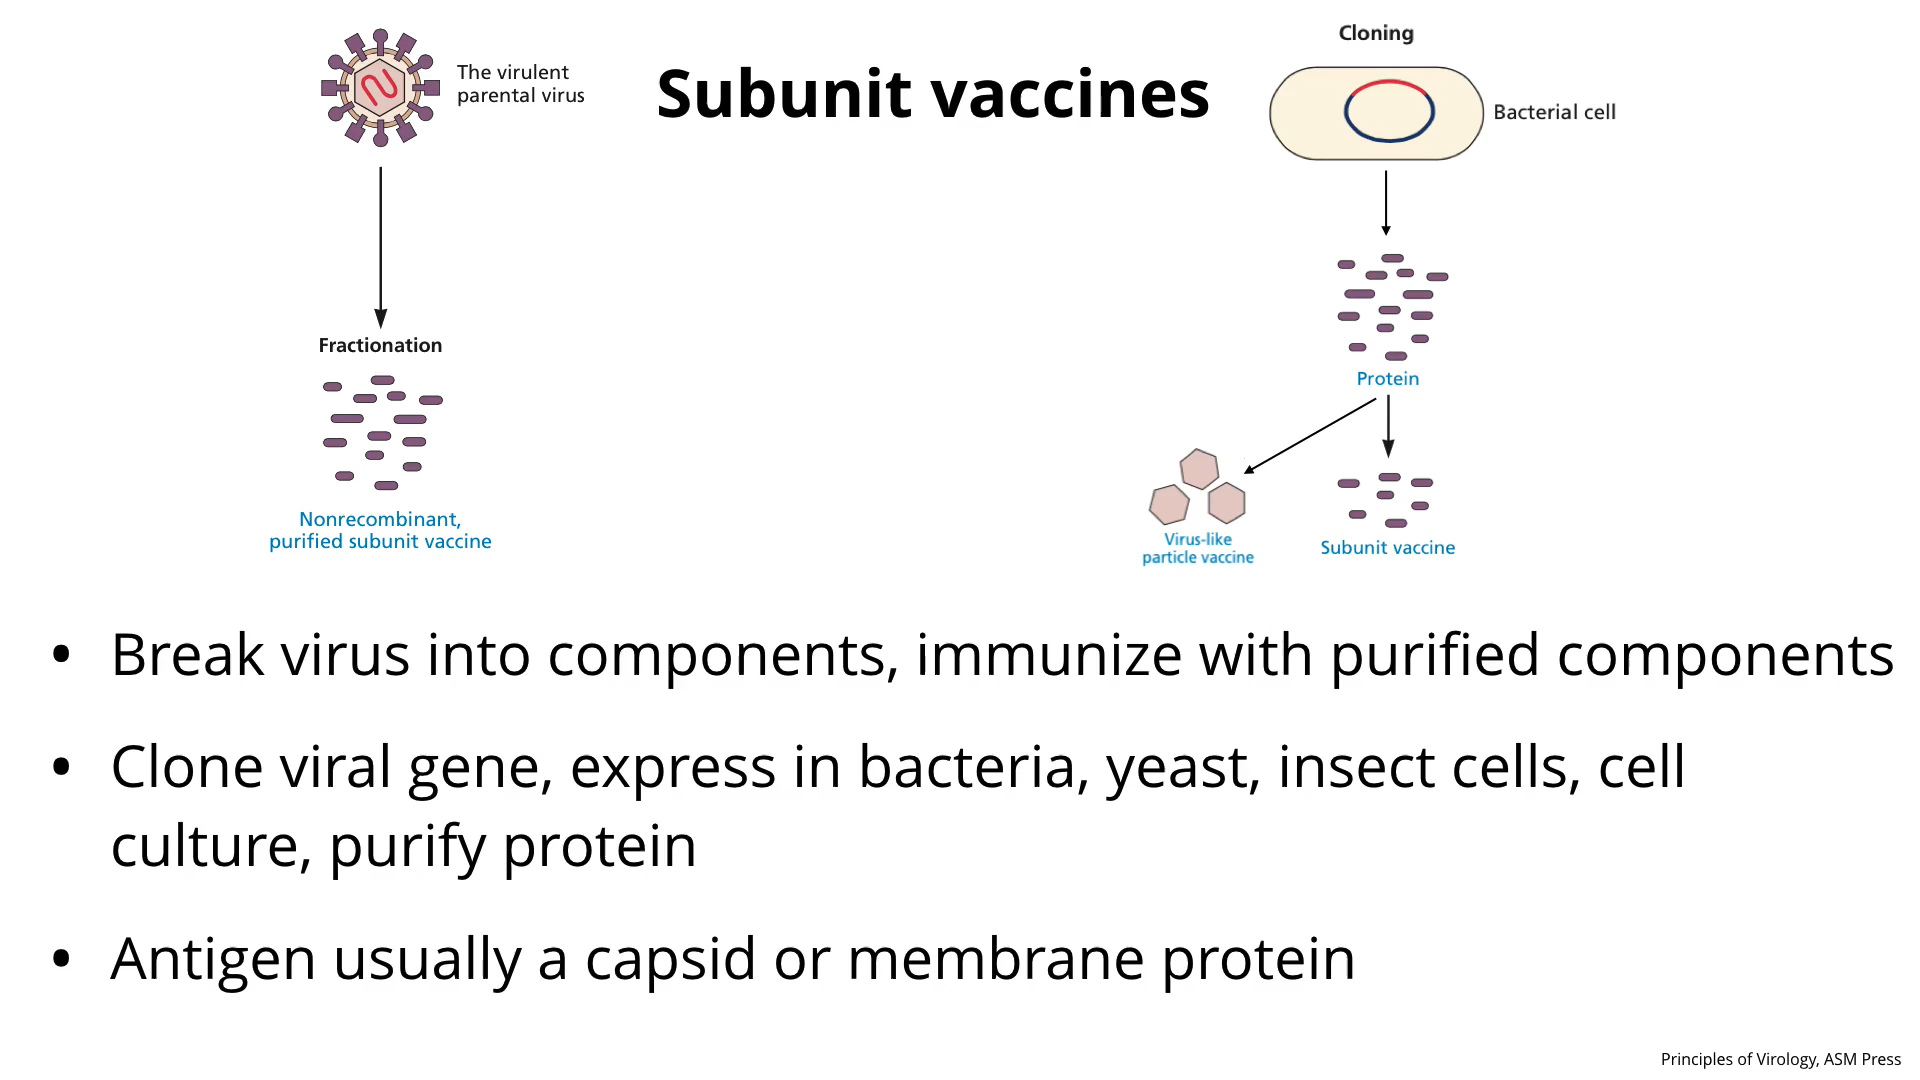 Subunit vaccines
The virulent
parental virus
Fractionation
Nonrecombinant,
purified subunit vaccine
Cloning
Bacterial cell
Protein
Virus-like
particle vaccine
Subunit vaccine
• Break virus into components, immunize with purified components
• Clone viral gene, express in bacteria, yeast, insect cells, cell
culture, purify protein
• Antigen usually a capsid or membrane protein
Principles of Virology, ASM Press